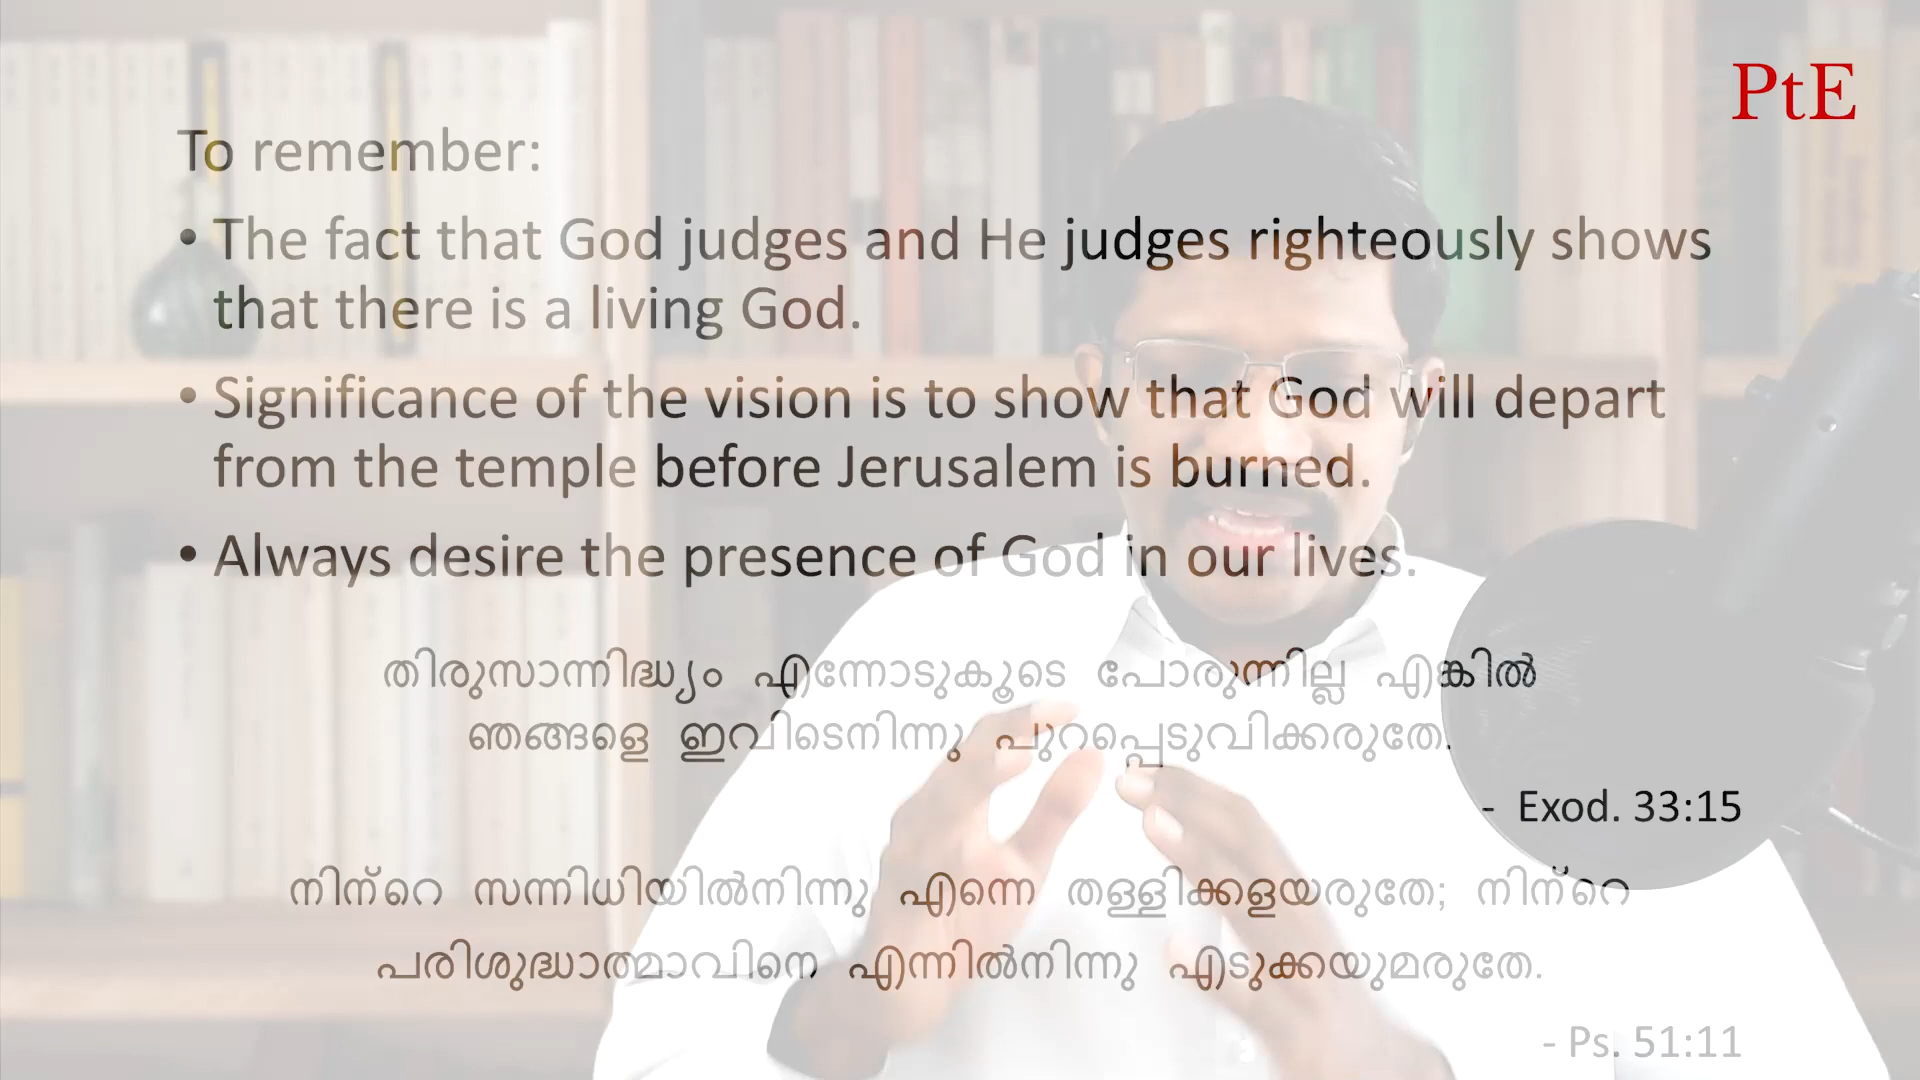 PtE
To remember:
• The fact that God judges and He judges righteously shows
that there is a living God.
• Significance of the vision is to show that God will depart
from the temple before Jerusalem is burned.
• Always desire the presence of God in our lives.
തിരുസാന്നിദ്ധ്യം എന്നോടുകൂടെ പോരുന്നില്ല എങ്കിൽ
ഞങ്ങളെ ഇവിടെനിന്നു പുറപ്പെടുവിക്കരുതേ.
- Exod. 33:15
നിന്‍റെ സന്നിധിയിൽനിന്നു എന്നെ തള്ളിക്കളയരുതേ; നിന്‍റെ
പരിശുദ്ധാത്മാവിനെ എന്നിൽനിന്നു എടുക്കയുമരുതേ.
- Ps. 51:11